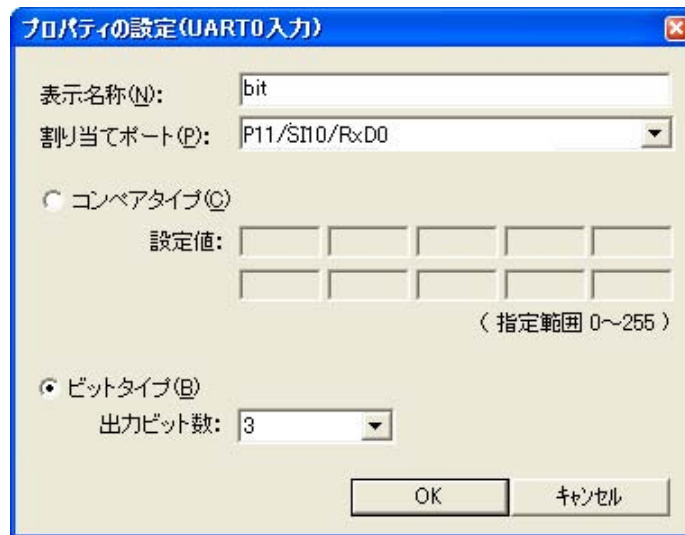 プロパティの設定(UART0入力)
表示名称(N): bit
割り当てポート(P): P11/SI10/RxD0
コンペアタイプ(C)
設定値:
( 指定範囲 0～255 )
ビットタイプ(B)
出力ビット数: 3
OK キャンセル